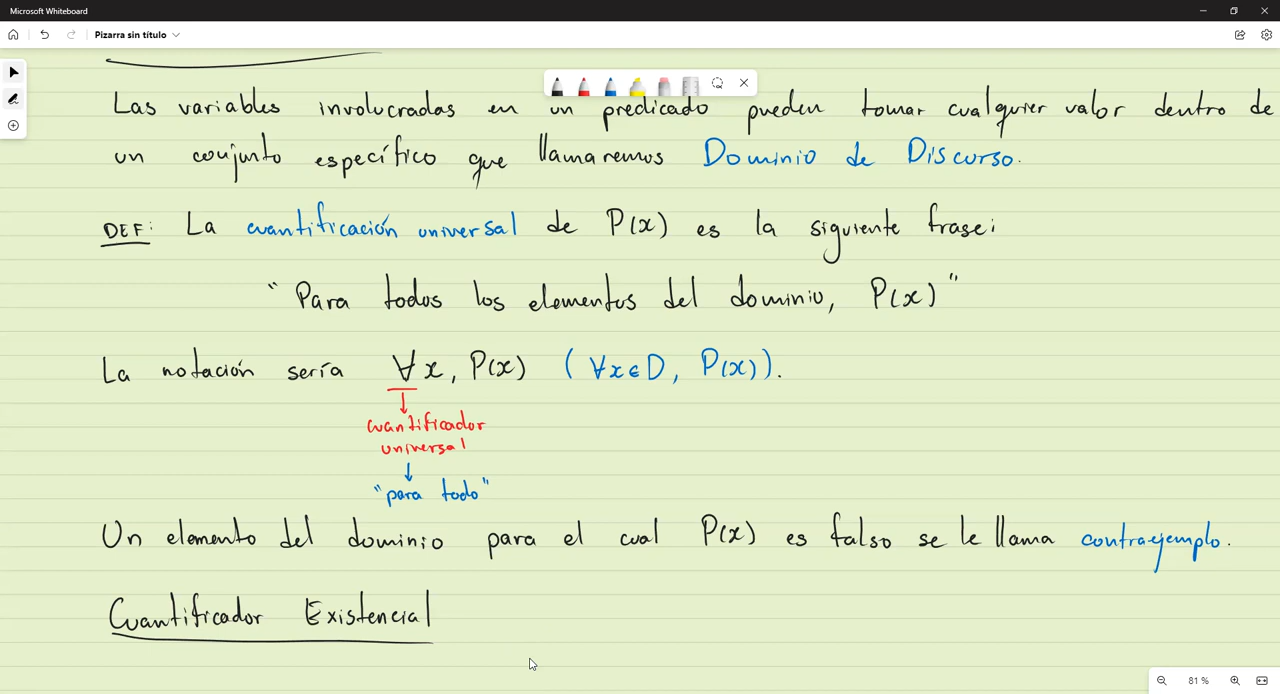 Microsoft Whiteboard
Pizarra sin título
Las variables involucradas en un predicado pueden tomar cualquier valor dentro de
un conjunto específico que llamaremos Dominio de Discurso.
DEF: La cuantificación universal de P(x) es la siguiente frase:
" Para todos los elementos del dominio, P(x) "
La notación sería ∀x, P(x) ( ∀x∈D, P(x)).
↓
cuantificador
universal
↓
"para todo"
Un elemento del dominio para el cual P(x) es falso se le llama contraejemplo.
Cuantificador Existencial
81 %